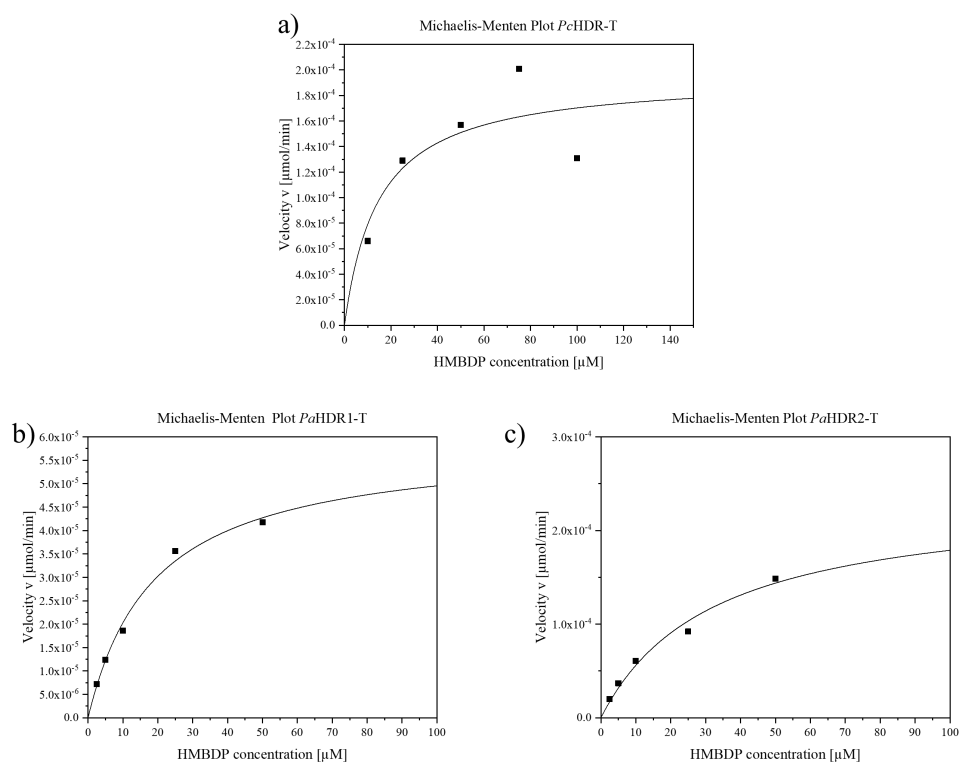 a)
Michaelis-Menten Plot PcHDR-T
2.2x10⁻⁴
2.0x10⁻⁴
1.8x10⁻⁴
1.6x10⁻⁴
1.4x10⁻⁴
1.2x10⁻⁴
1.0x10⁻⁴
8.0x10⁻⁵
6.0x10⁻⁵
4.0x10⁻⁵
2.0x10⁻⁵
0.0
Velocity v [µmol/min]
0 20 40 60 80 100 120 140
HMBDP concentration [µM]
b)
Michaelis-Menten Plot PaHDR1-T
6.0x10⁻⁵
5.5x10⁻⁵
5.0x10⁻⁵
4.5x10⁻⁵
4.0x10⁻⁵
3.5x10⁻⁵
3.0x10⁻⁵
2.5x10⁻⁵
2.0x10⁻⁵
1.5x10⁻⁵
1.0x10⁻⁵
5.0x10⁻⁶
0.0
Velocity v [µmol/min]
0 10 20 30 40 50 60 70 80 90 100
HMBDP concentration [µM]
c)
Michaelis-Menten Plot PaHDR2-T
3.0x10⁻⁴
2.0x10⁻⁴
1.0x10⁻⁴
0.0
Velocity v [µmol/min]
0 10 20 30 40 50 60 70 80 90 100
HMBDP concentration [µM]